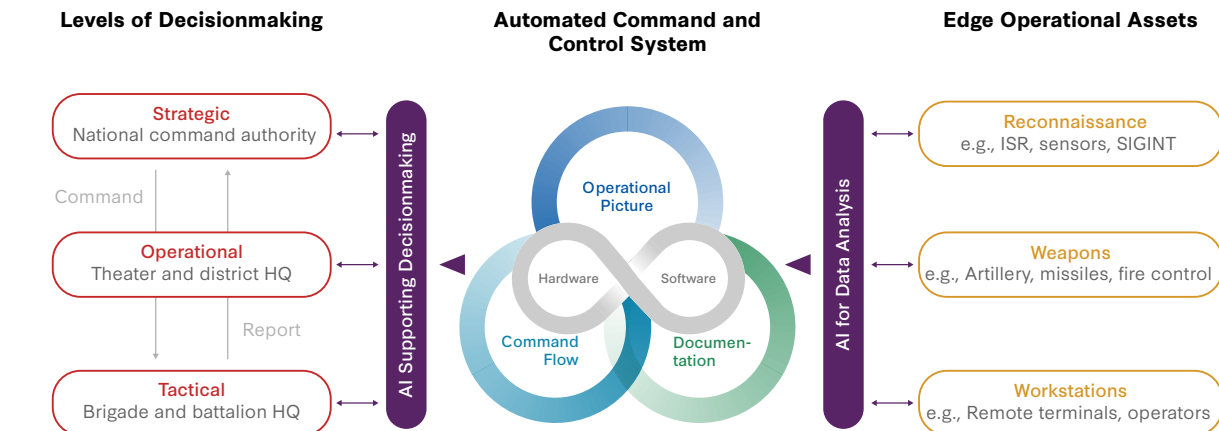 Levels of Decisionmaking
Automated Command and
Control System
Edge Operational Assets
Strategic
National command authority
Command
Operational
Theater and district HQ
Report
Tactical
Brigade and battalion HQ
AI Supporting Decisionmaking
Operational
Picture
Hardware
Software
Command
Flow
Documen-
tation
AI for Data Analysis
Reconnaissance
e.g., ISR, sensors, SIGINT
Weapons
e.g., Artillery, missiles, fire control
Workstations
e.g., Remote terminals, operators